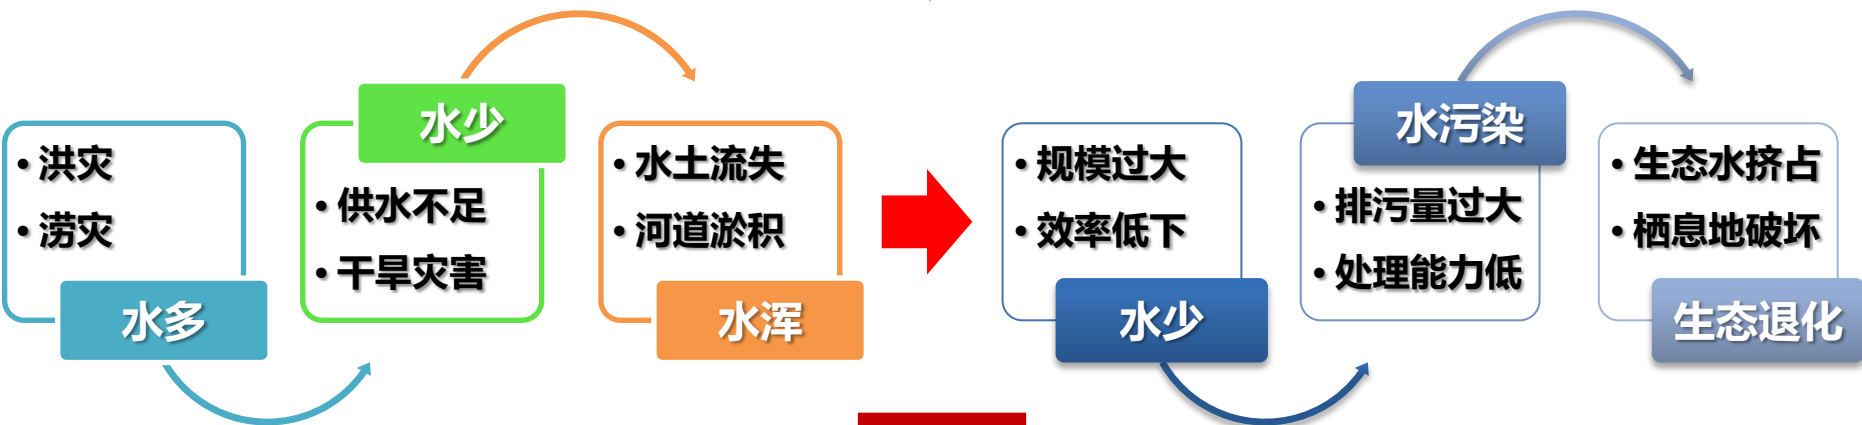 • 洪灾
• 涝灾
水多
水少
• 供水不足
• 干旱灾害
• 水土流失
• 河道淤积
水浑
• 规模过大
• 效率低下
水少
水污染
• 排污量过大
• 处理能力低
• 生态水挤占
• 栖息地破坏
生态退化